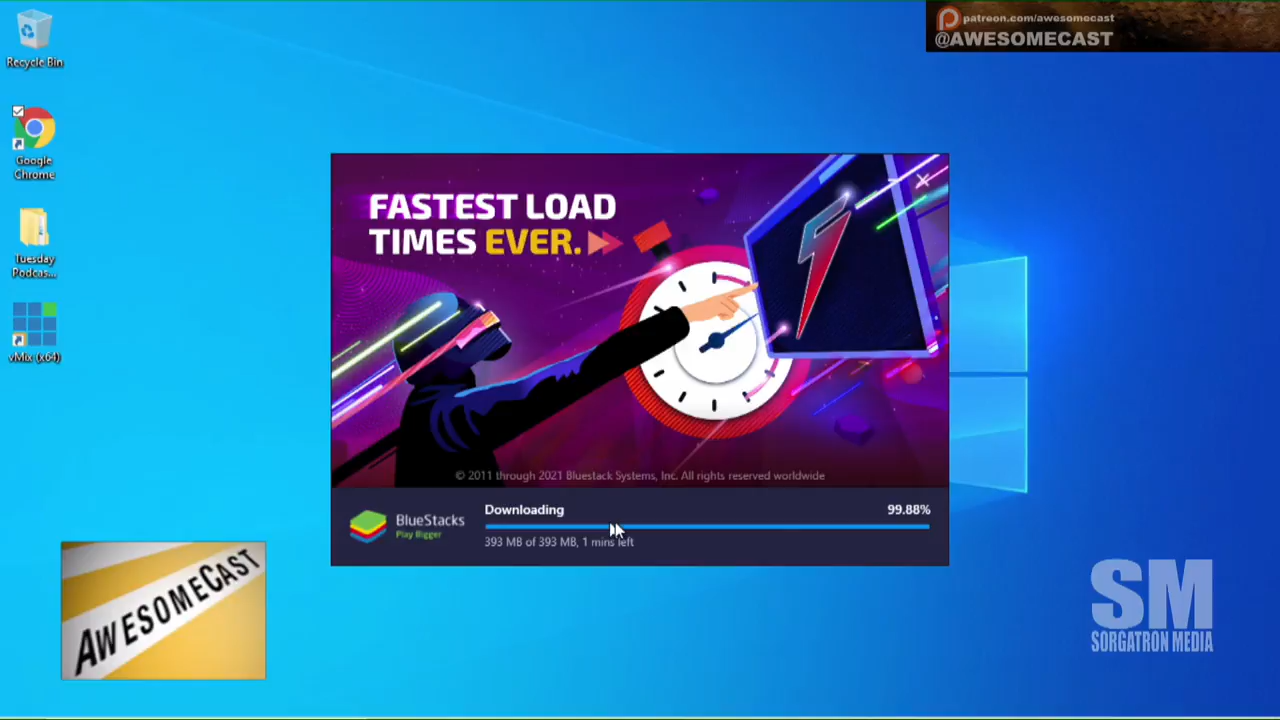 patreon.com/awesomecast
@AWESOMECAST
Recycle Bin
Google
Chrome
Tuesday
Podcas...
vMix (x64)
FASTEST LOAD
TIMES EVER.
© 2011 through 2021 Bluestack Systems, Inc. All rights reserved worldwide
BlueStacks
Play Bigger
Downloading
99.88%
393 MB of 393 MB, 1 mins left
AWESOMECAST
SM
SORGATRON MEDIA